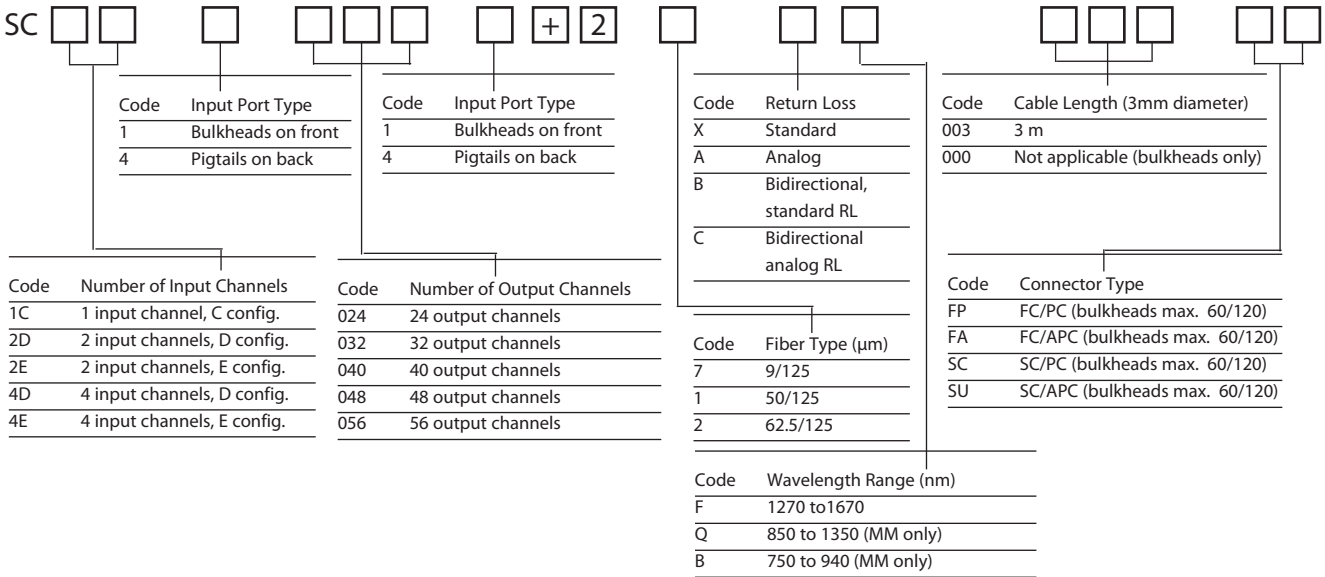 SC + 2
Code Input Port Type
1 Bulkheads on front
4 Pigtails on back
Code Input Port Type
1 Bulkheads on front
4 Pigtails on back
Code Return Loss
X Standard
A Analog
B Bidirectional,
standard RL
C Bidirectional
analog RL
Code Cable Length (3mm diameter)
003 3 m
000 Not applicable (bulkheads only)
Code Number of Input Channels
1C 1 input channel, C config.
2D 2 input channels, D config.
2E 2 input channels, E config.
4D 4 input channels, D config.
4E 4 input channels, E config.
Code Number of Output Channels
024 24 output channels
032 32 output channels
040 40 output channels
048 48 output channels
056 56 output channels
Code Fiber Type (μm)
7 9/125
1 50/125
2 62.5/125
Code Connector Type
FP FC/PC (bulkheads max. 60/120)
FA FC/APC (bulkheads max. 60/120)
SC SC/PC (bulkheads max. 60/120)
SU SC/APC (bulkheads max. 60/120)
Code Wavelength Range (nm)
F 1270 to1670
Q 850 to 1350 (MM only)
B 750 to 940 (MM only)